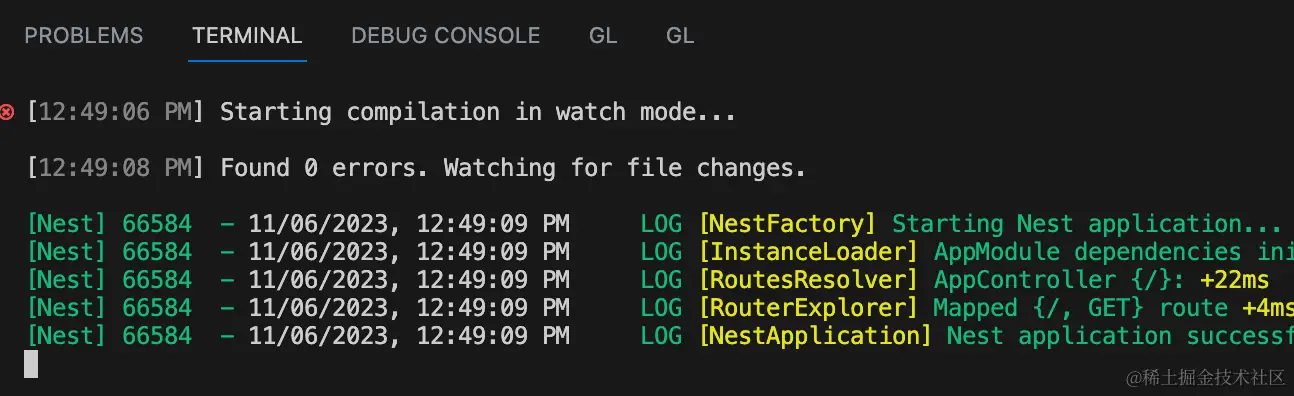 PROBLEMS TERMINAL DEBUG CONSOLE GL GL
[12:49:06 PM] Starting compilation in watch mode...
[12:49:08 PM] Found 0 errors. Watching for file changes.
[Nest] 66584  - 11/06/2023, 12:49:09 PM     LOG [NestFactory] Starting Nest application...
[Nest] 66584  - 11/06/2023, 12:49:09 PM     LOG [InstanceLoader] AppModule dependencies ini
[Nest] 66584  - 11/06/2023, 12:49:09 PM     LOG [RoutesResolver] AppController {/}: +22ms
[Nest] 66584  - 11/06/2023, 12:49:09 PM     LOG [RouterExplorer] Mapped {/, GET} route +4ms
[Nest] 66584  - 11/06/2023, 12:49:09 PM     LOG [NestApplication] Nest application successf
@稀土掘金技术社区